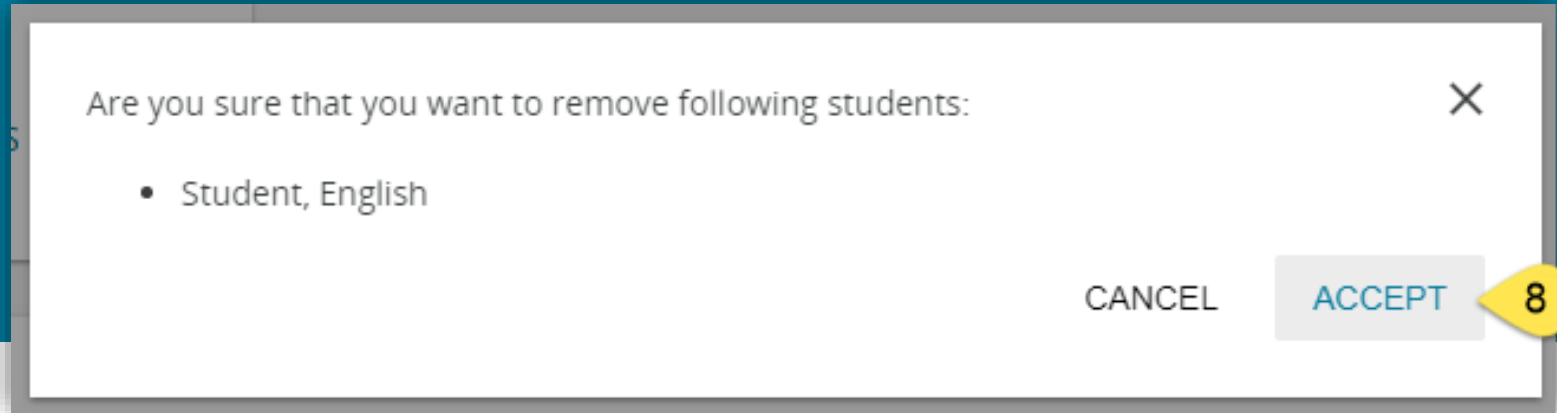 Are you sure that you want to remove following students:
S
• Student, English
CANCEL ACCEPT 8